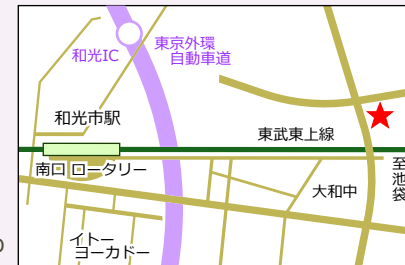 和光IC
東京外環
自動車道
和光市駅
東武東上線
南口 ロータリー
至池袋
大和中
イトー
ヨーカドー
の